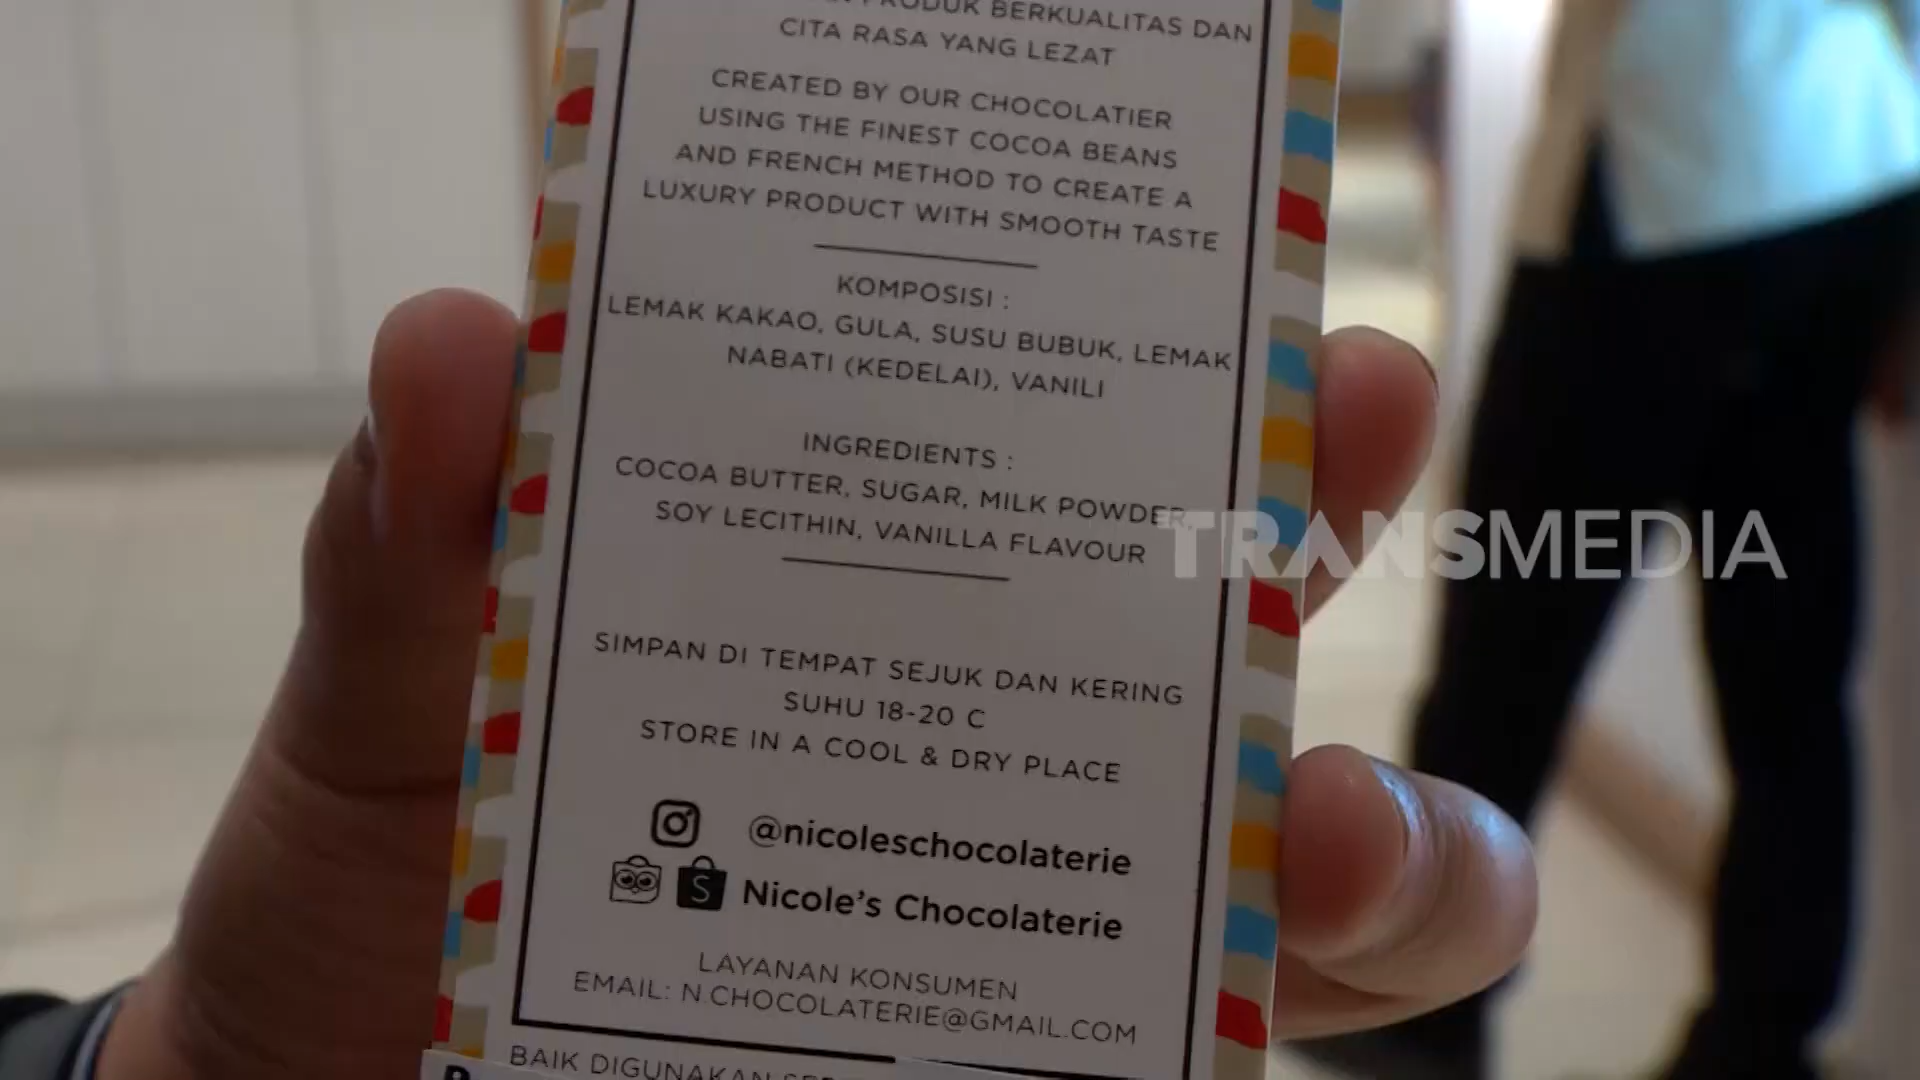 PRODUK BERKUALITAS DAN
CITA RASA YANG LEZAT
CREATED BY OUR CHOCOLATIER
USING THE FINEST COCOA BEANS
AND FRENCH METHOD TO CREATE A
LUXURY PRODUCT WITH SMOOTH TASTE
KOMPOSISI :
LEMAK KAKAO, GULA, SUSU BUBUK, LEMAK
NABATI (KEDELAI), VANILI
INGREDIENTS :
COCOA BUTTER, SUGAR, MILK POWDER,
SOY LECITHIN, VANILLA FLAVOUR
TRANSMEDIA
SIMPAN DI TEMPAT SEJUK DAN KERING
SUHU 18-20 C
STORE IN A COOL & DRY PLACE
@nicoleschocolaterie
S Nicole's Chocolaterie
LAYANAN KONSUMEN
EMAIL: N.CHOCOLATERIE@GMAIL.COM
BAIK DIGUNAKAN